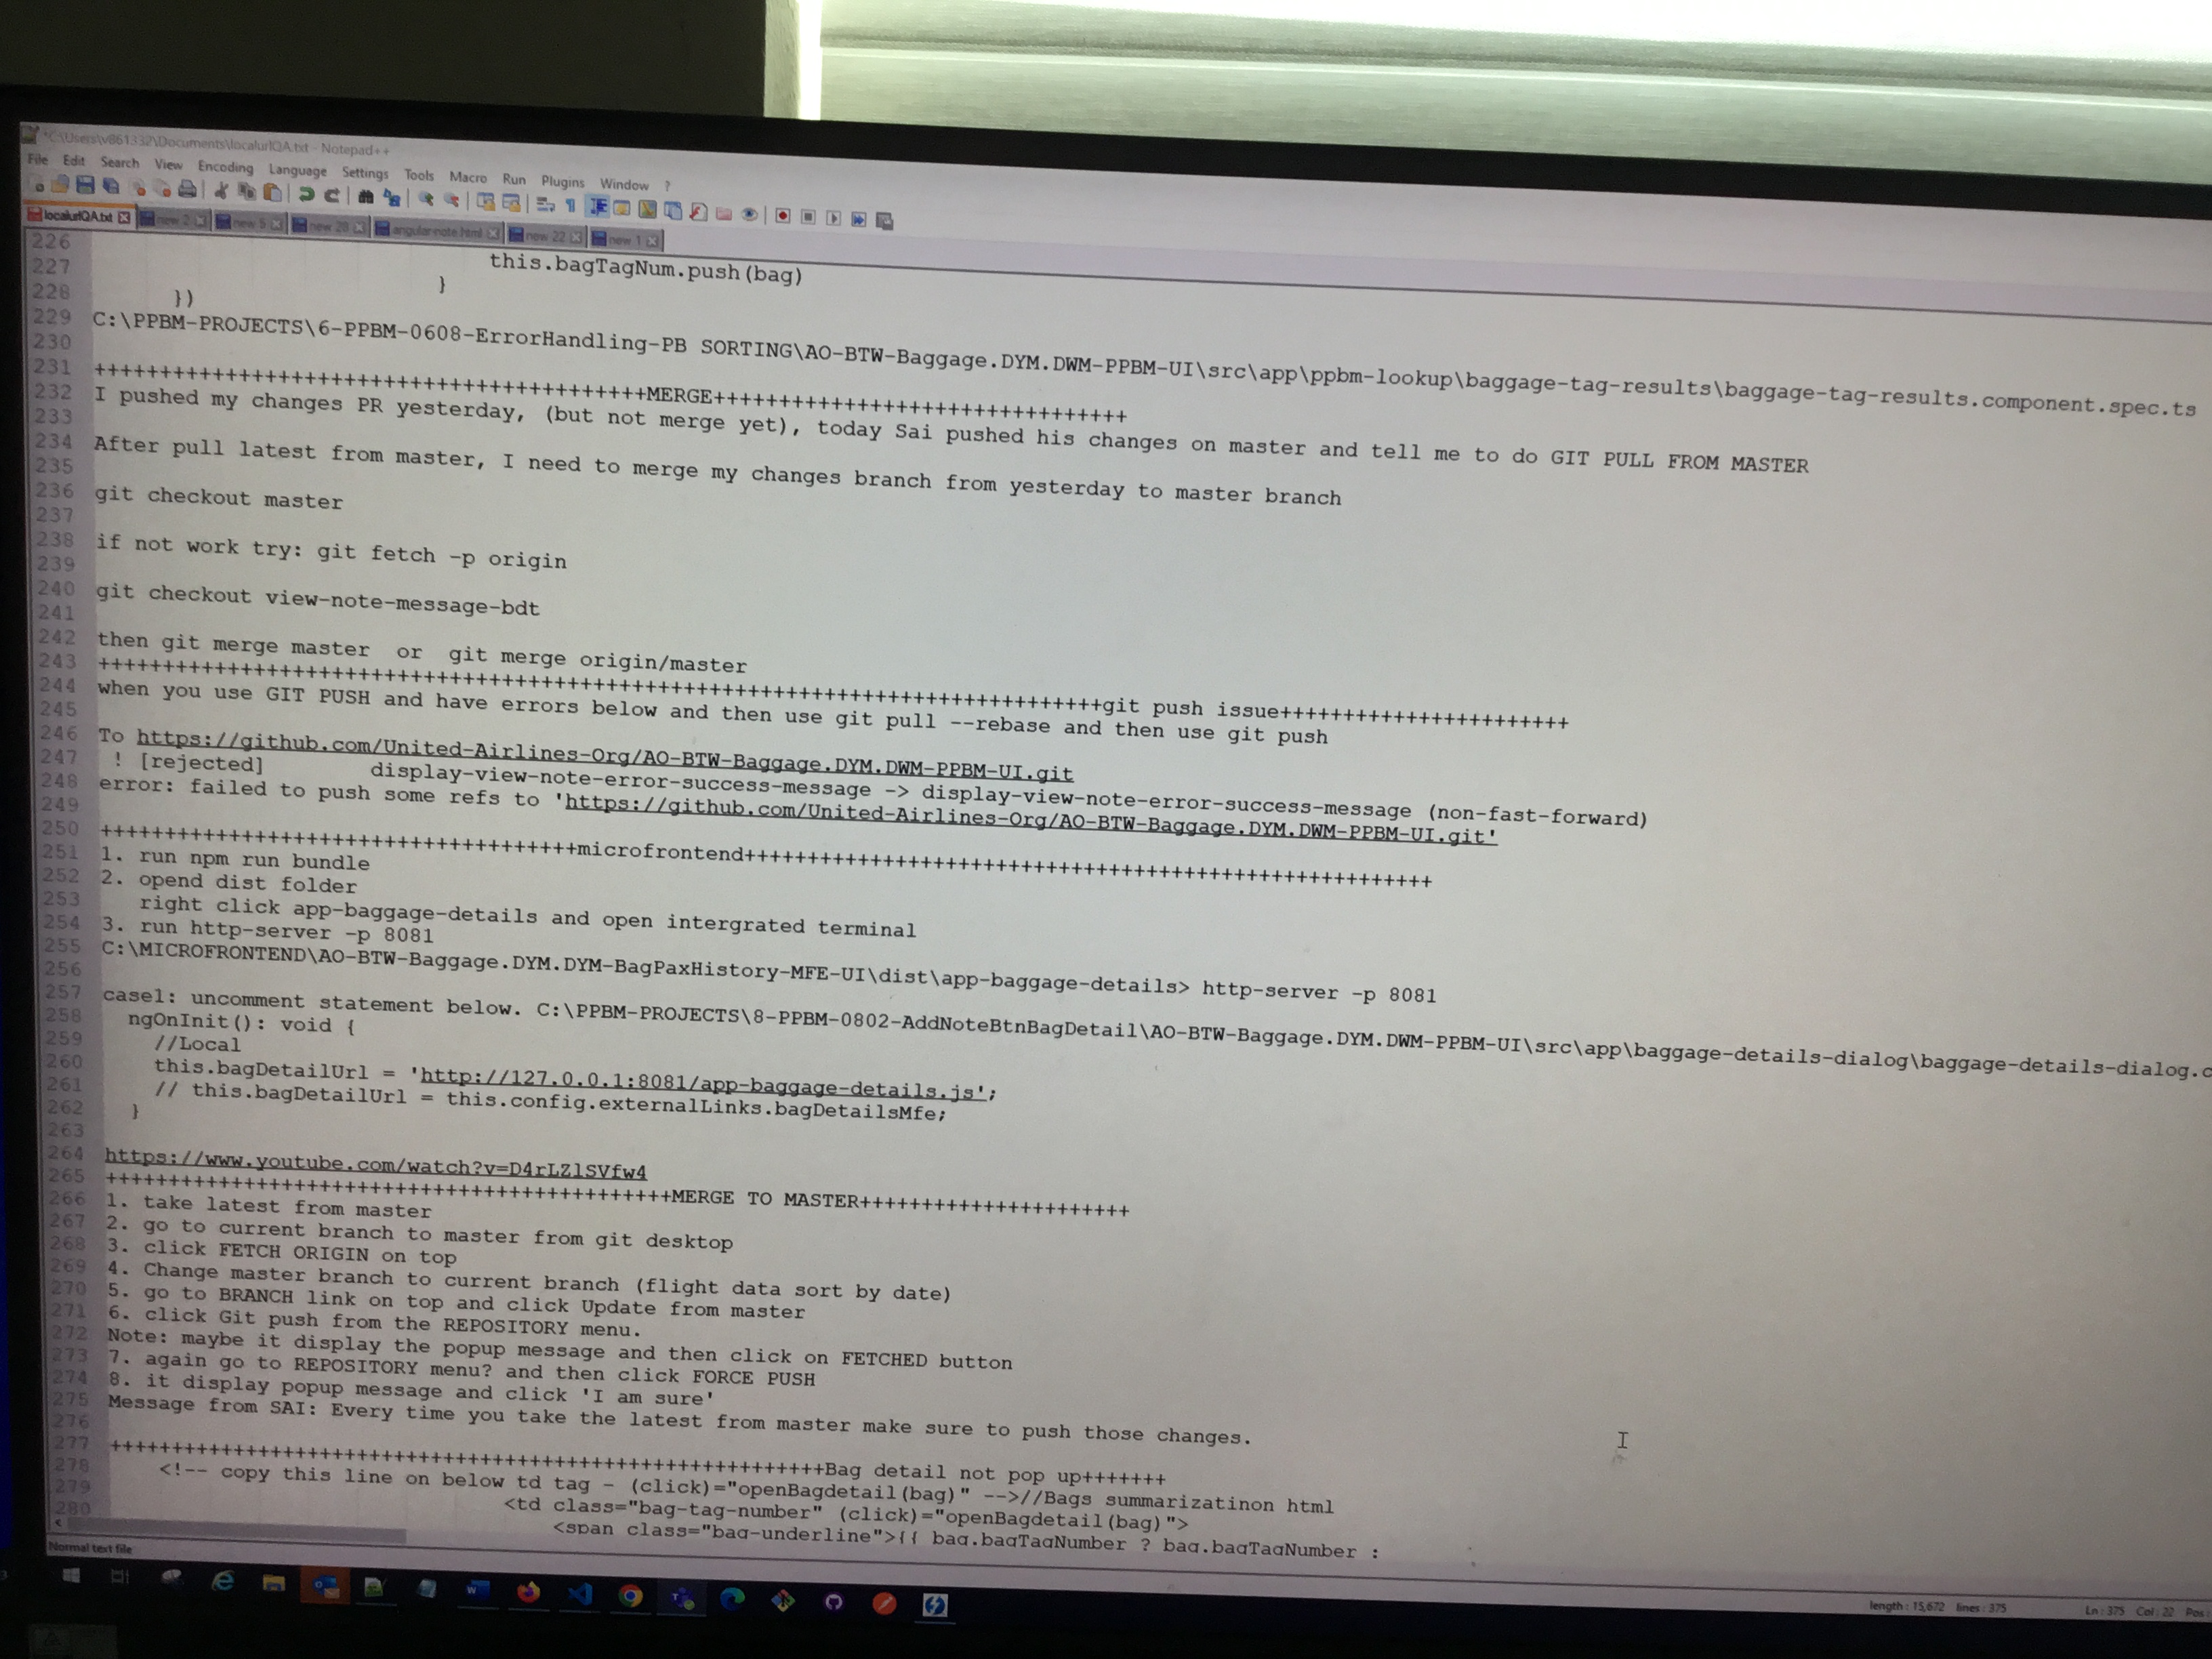 *C:\Users\v861332\Documents\localurlQA.txt - Notepad++
File Edit Search View Encoding Language Settings Tools Macro Run Plugins Window ?
localurlQA.txt new 2 new 5 new 28 angular-note.html new 22 new 1
226 this.bagTagNum.push(bag)
227 }
228 })
229 C:\PPBM-PROJECTS\6-PPBM-0608-ErrorHandling-PB SORTING\AO-BTW-Baggage.DYM.DWM-PPBM-UI\src\app\ppbm-lookup\baggage-tag-results\baggage-tag-results.component.spec.ts
230
231 ++++++++++++++++++++++++++++++++++++++++++++MERGE++++++++++++++++++++++++++++++++
232 I pushed my changes PR yesterday, (but not merge yet), today Sai pushed his changes on master and tell me to do GIT PULL FROM MASTER
233
234 After pull latest from master, I need to merge my changes branch from yesterday to master branch
235
236 git checkout master
237
238 if not work try: git fetch -p origin
239
240 git checkout view-note-message-bdt
241
242 then git merge master or git merge origin/master
243 ++++++++++++++++++++++++++++++++++++++++++++++++++++++++++++++++++++++++++++++git push issue+++++++++++++++++++++++
244 when you use GIT PUSH and have errors below and then use git pull --rebase and then use git push
245
246 To https://github.com/United-Airlines-Org/AO-BTW-Baggage.DYM.DWM-PPBM-UI.git
247 ! [rejected] display-view-note-error-success-message -> display-view-note-error-success-message (non-fast-forward)
248 error: failed to push some refs to 'https://github.com/United-Airlines-Org/AO-BTW-Baggage.DYM.DWM-PPBM-UI.git'
249
250 +++++++++++++++++++++++++++++++++++++microfrontend++++++++++++++++++++++++++++++++++++++++++++++++++++++
251 1. run npm run bundle
252 2. opend dist folder
253 right click app-baggage-details and open intergrated terminal
254 3. run http-server -p 8081
255 C:\MICROFRONTEND\AO-BTW-Baggage.DYM.DYM-BagPaxHistory-MFE-UI\dist\app-baggage-details> http-server -p 8081
256
257 case1: uncomment statement below. C:\PPBM-PROJECTS\8-PPBM-0802-AddNoteBtnBagDetail\AO-BTW-Baggage.DYM.DWM-PPBM-UI\src\app\baggage-details-dialog\baggage-details-dialog.c
258 ngOnInit(): void {
259 //Local
260 this.bagDetailUrl = 'http://127.0.0.1:8081/app-baggage-details.js';
261 // this.bagDetailUrl = this.config.externalLinks.bagDetailsMfe;
262 }
263
264 https://www.youtube.com/watch?v=D4rLZlSVfw4
265 ++++++++++++++++++++++++++++++++++++++++++++MERGE TO MASTER+++++++++++++++++++++
266 1. take latest from master
267 2. go to current branch to master from git desktop
268 3. click FETCH ORIGIN on top
269 4. Change master branch to current branch (flight data sort by date)
270 5. go to BRANCH link on top and click Update from master
271 6. click Git push from the REPOSITORY menu.
272 Note: maybe it display the popup message and then click on FETCHED button
273 7. again go to REPOSITORY menu? and then click FORCE PUSH
274 8. it display popup message and click 'I am sure'
275 Message from SAI: Every time you take the latest from master make sure to push those changes.
276
277 ++++++++++++++++++++++++++++++++++++++++++++++++++++++++Bag detail not pop up+++++++
278 <!-- copy this line on below td tag - (click)="openBagdetail(bag)" -->//Bags summarizatinon html
279 <td class="bag-tag-number" (click)="openBagdetail(bag)">
280 <span class="bag-underline">{{ bag.bagTagNumber ? bag.bagTagNumber :
Normal text file length : 15,672 lines : 375 Ln : 375 Col : 22 Pos :